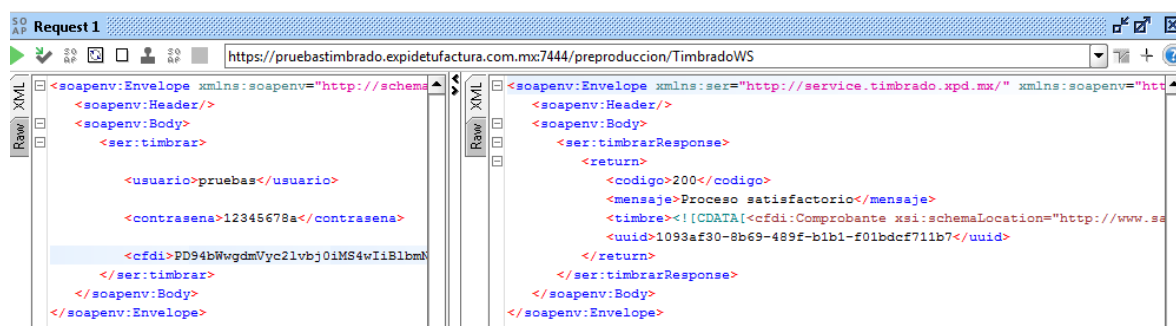 SOAP Request 1
https://pruebastimbrado.expidetufactura.com.mx:7444/preproduccion/TimbradoWS
XML
Raw
<soapenv:Envelope xmlns:soapenv="http://schema
<soapenv:Header/>
<soapenv:Body>
<ser:timbrar>
<usuario>pruebas</usuario>
<contrasena>12345678a</contrasena>
<cfdi>PD94bWwgdmVyc2lvbj0iMS4wIiBlbmN
</ser:timbrar>
</soapenv:Body>
</soapenv:Envelope>
XML
Raw
<soapenv:Envelope xmlns:ser="http://service.timbrado.xpd.mx/" xmlns:soapenv="htt
<soapenv:Header/>
<soapenv:Body>
<ser:timbrarResponse>
<return>
<codigo>200</codigo>
<mensaje>Proceso satisfactorio</mensaje>
<timbre><![CDATA[<cfdi:Comprobante xsi:schemaLocation="http://www.sa
<uuid>1093af30-8b69-489f-b1b1-f01bdcf711b7</uuid>
</return>
</ser:timbrarResponse>
</soapenv:Body>
</soapenv:Envelope>